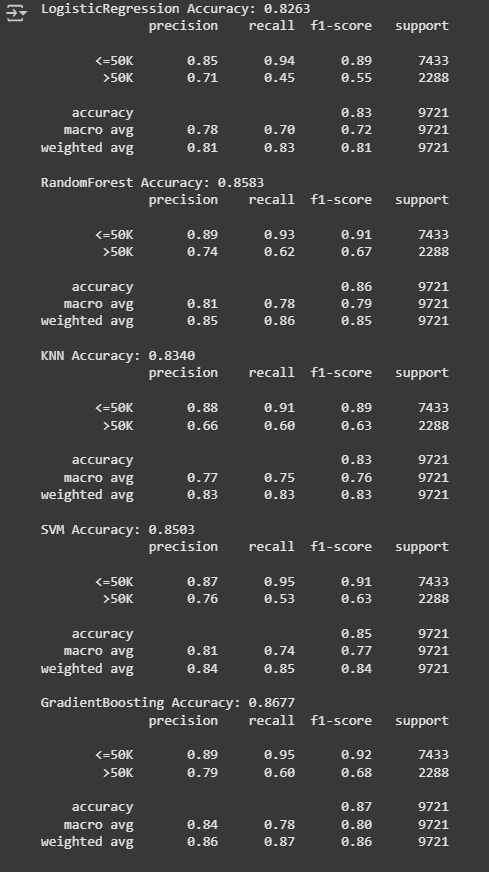 LogisticRegression Accuracy: 0.8263
precision recall f1-score support
<=50K 0.85 0.94 0.89 7433
>50K 0.71 0.45 0.55 2288
accuracy 0.83 9721
macro avg 0.78 0.70 0.72 9721
weighted avg 0.81 0.83 0.81 9721
RandomForest Accuracy: 0.8583
precision recall f1-score support
<=50K 0.89 0.93 0.91 7433
>50K 0.74 0.62 0.67 2288
accuracy 0.86 9721
macro avg 0.81 0.78 0.79 9721
weighted avg 0.85 0.86 0.85 9721
KNN Accuracy: 0.8340
precision recall f1-score support
<=50K 0.88 0.91 0.89 7433
>50K 0.66 0.60 0.63 2288
accuracy 0.83 9721
macro avg 0.77 0.75 0.76 9721
weighted avg 0.83 0.83 0.83 9721
SVM Accuracy: 0.8503
precision recall f1-score support
<=50K 0.87 0.95 0.91 7433
>50K 0.76 0.53 0.63 2288
accuracy 0.85 9721
macro avg 0.81 0.74 0.77 9721
weighted avg 0.84 0.85 0.84 9721
GradientBoosting Accuracy: 0.8677
precision recall f1-score support
<=50K 0.89 0.95 0.92 7433
>50K 0.79 0.60 0.68 2288
accuracy 0.87 9721
macro avg 0.84 0.78 0.80 9721
weighted avg 0.86 0.87 0.86 9721